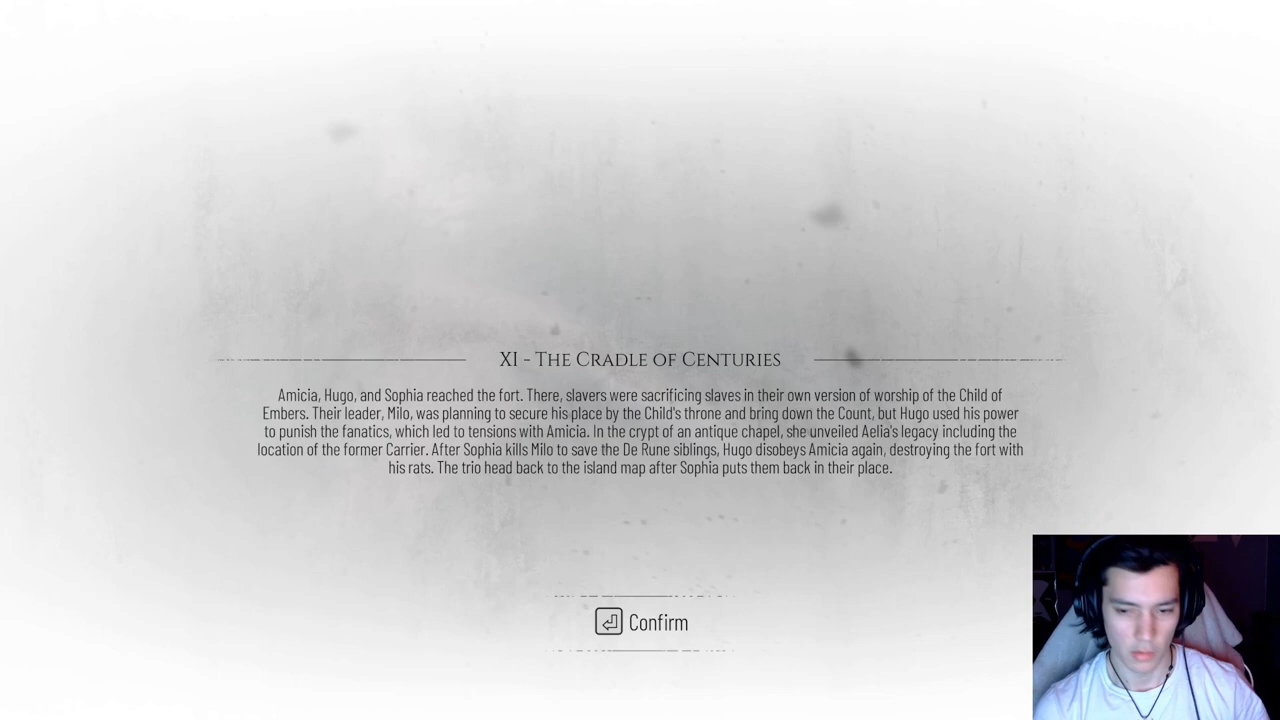 XI - The Cradle of Centuries
Amicia, Hugo, and Sophia reached the fort. There, slavers were sacrificing slaves in their own version of worship of the Child of
Embers. Their leader, Milo, was planning to secure his place by the Child's throne and bring down the Count, but Hugo used his power
to punish the fanatics, which led to tensions with Amicia. In the crypt of an antique chapel, she unveiled Aelia's legacy including the
location of the former Carrier. After Sophia kills Milo to save the De Rune siblings, Hugo disobeys Amicia again, destroying the fort with
his rats. The trio head back to the island map after Sophia puts them back in their place.
Confirm